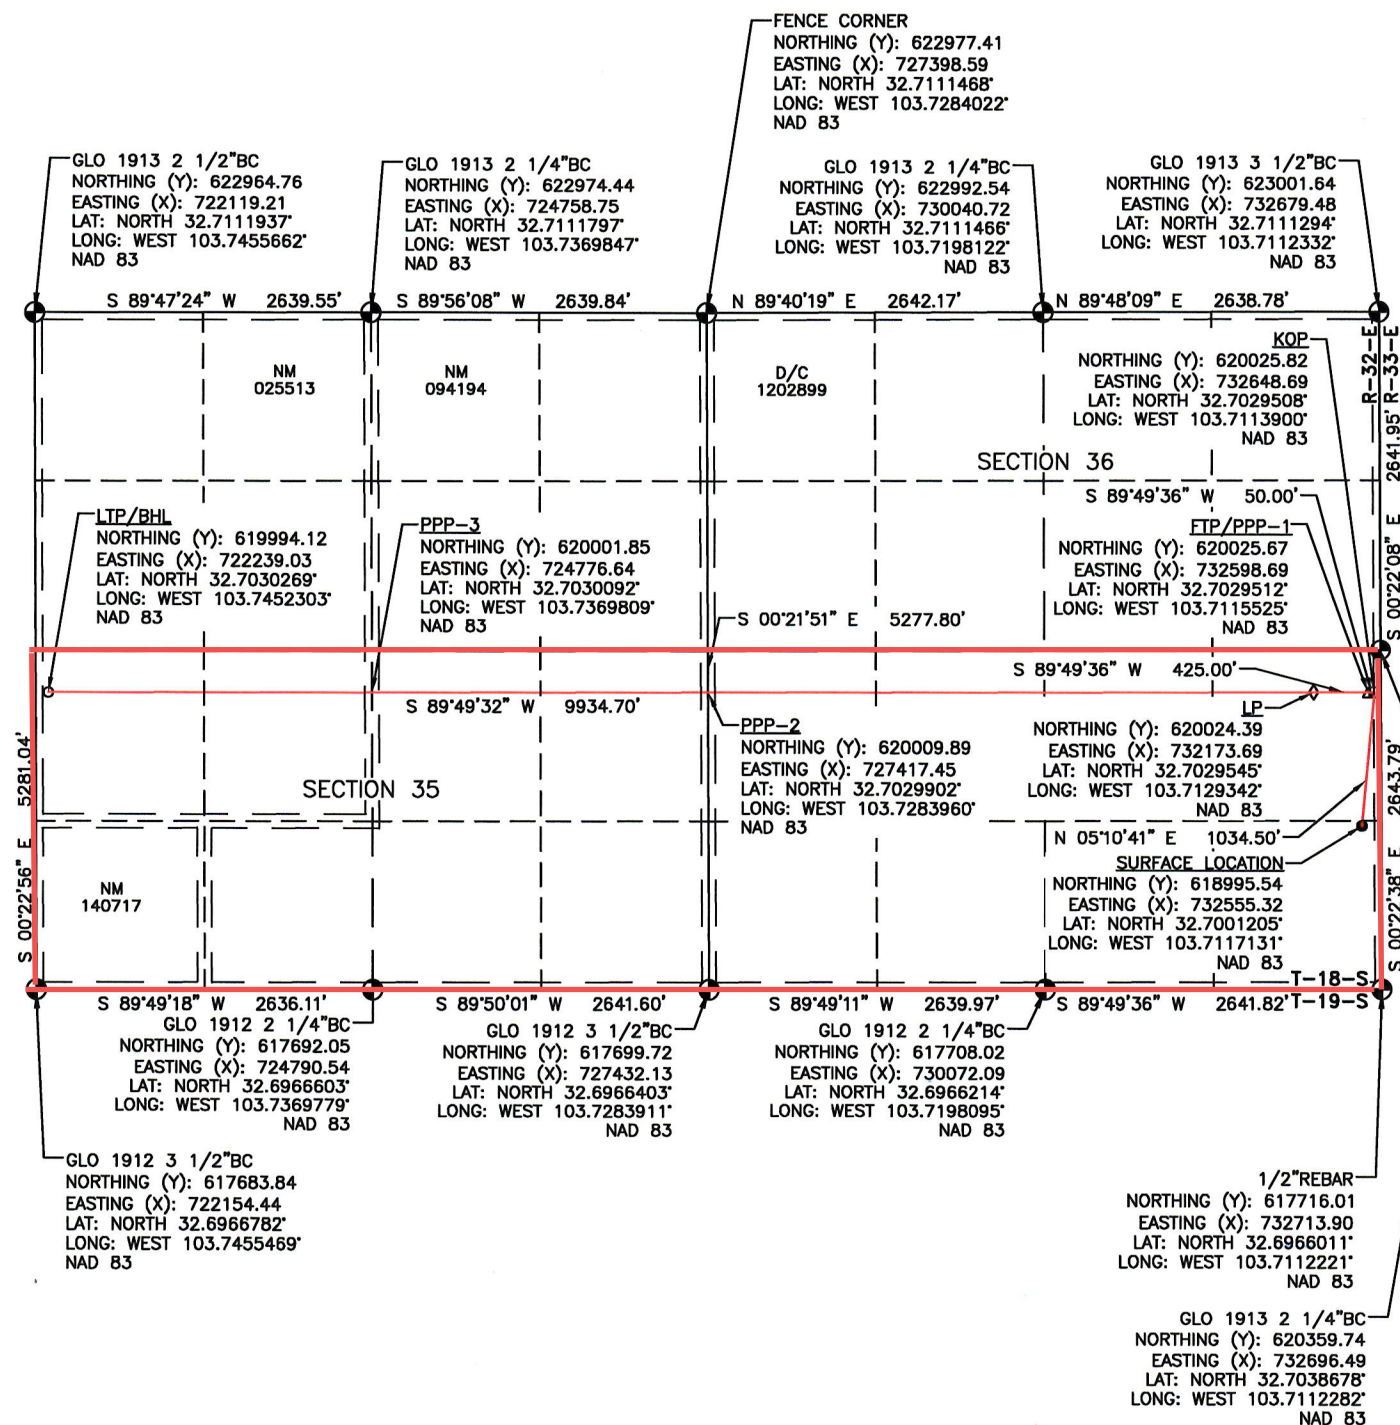 FENCE CORNER
NORTHING (Y): 622977.41
EASTING (X): 727398.59
LAT: NORTH 32.7111468°
LONG: WEST 103.7284022°
NAD 83
GLO 1913 2 1/2"BC
NORTHING (Y): 622964.76
EASTING (X): 722119.21
LAT: NORTH 32.7111937°
LONG: WEST 103.7455662°
NAD 83
GLO 1913 2 1/4"BC
NORTHING (Y): 622974.44
EASTING (X): 724758.75
LAT: NORTH 32.7111797°
LONG: WEST 103.7369847°
NAD 83
GLO 1913 2 1/4"BC
NORTHING (Y): 622992.54
EASTING (X): 730040.72
LAT: NORTH 32.7111466°
LONG: WEST 103.7198122°
NAD 83
GLO 1913 3 1/2"BC
NORTHING (Y): 623001.64
EASTING (X): 732679.48
LAT: NORTH 32.7111294°
LONG: WEST 103.7112332°
NAD 83
S 89°47'24" W 2639.55'
S 89°56'08" W 2639.84'
N 89°40'19" E 2642.17'
N 89°48'09" E 2638.78'
NM
025513
NM
094194
D/C
1202899
KOP
NORTHING (Y): 620025.82
EASTING (X): 732648.69
LAT: NORTH 32.7029508°
LONG: WEST 103.7113900°
NAD 83
R-32-E
R-33-E
S 00°22'08" E 2641.95'
SECTION 36
S 89°49'36" W 50.00'
FTP/PPP-1
NORTHING (Y): 620025.67
EASTING (X): 732598.69
LAT: NORTH 32.7029512°
LONG: WEST 103.7115525°
NAD 83
LTP/BHL
NORTHING (Y): 619994.12
EASTING (X): 722239.03
LAT: NORTH 32.7030269°
LONG: WEST 103.7452303°
NAD 83
PPP-3
NORTHING (Y): 620001.85
EASTING (X): 724776.64
LAT: NORTH 32.7030092°
LONG: WEST 103.7369809°
NAD 83
S 00°21'51" E 5277.80'
S 89°49'36" W 425.00'
S 89°49'32" W 9934.70'
LP
NORTHING (Y): 620024.39
EASTING (X): 732173.69
LAT: NORTH 32.7029545°
LONG: WEST 103.7129342°
NAD 83
PPP-2
NORTHING (Y): 620009.89
EASTING (X): 727417.45
LAT: NORTH 32.7029902°
LONG: WEST 103.7283960°
NAD 83
SECTION 35
S 00°22'56" E 5281.04'
S 00°22'38" E 2643.79'
N 05°10'41" E 1034.50'
SURFACE LOCATION
NORTHING (Y): 618995.54
EASTING (X): 732555.32
LAT: NORTH 32.7001205°
LONG: WEST 103.7117131°
NAD 83
NM
140717
T-18-S
T-19-S
S 89°49'18" W 2636.11'
S 89°50'01" W 2641.60'
S 89°49'11" W 2639.97'
S 89°49'36" W 2641.82'
GLO 1912 2 1/4"BC
NORTHING (Y): 617692.05
EASTING (X): 724790.54
LAT: NORTH 32.6966603°
LONG: WEST 103.7369779°
NAD 83
GLO 1912 3 1/2"BC
NORTHING (Y): 617699.72
EASTING (X): 727432.13
LAT: NORTH 32.6966403°
LONG: WEST 103.7283911°
NAD 83
GLO 1912 2 1/4"BC
NORTHING (Y): 617708.02
EASTING (X): 730072.09
LAT: NORTH 32.6966214°
LONG: WEST 103.7198095°
NAD 83
GLO 1912 3 1/2"BC
NORTHING (Y): 617683.84
EASTING (X): 722154.44
LAT: NORTH 32.6966782°
LONG: WEST 103.7455469°
NAD 83
1/2"REBAR
NORTHING (Y): 617716.01
EASTING (X): 732713.90
LAT: NORTH 32.6966011°
LONG: WEST 103.7112221°
NAD 83
GLO 1913 2 1/4"BC
NORTHING (Y): 620359.74
EASTING (X): 732696.49
LAT: NORTH 32.7038678°
LONG: WEST 103.7112282°
NAD 83